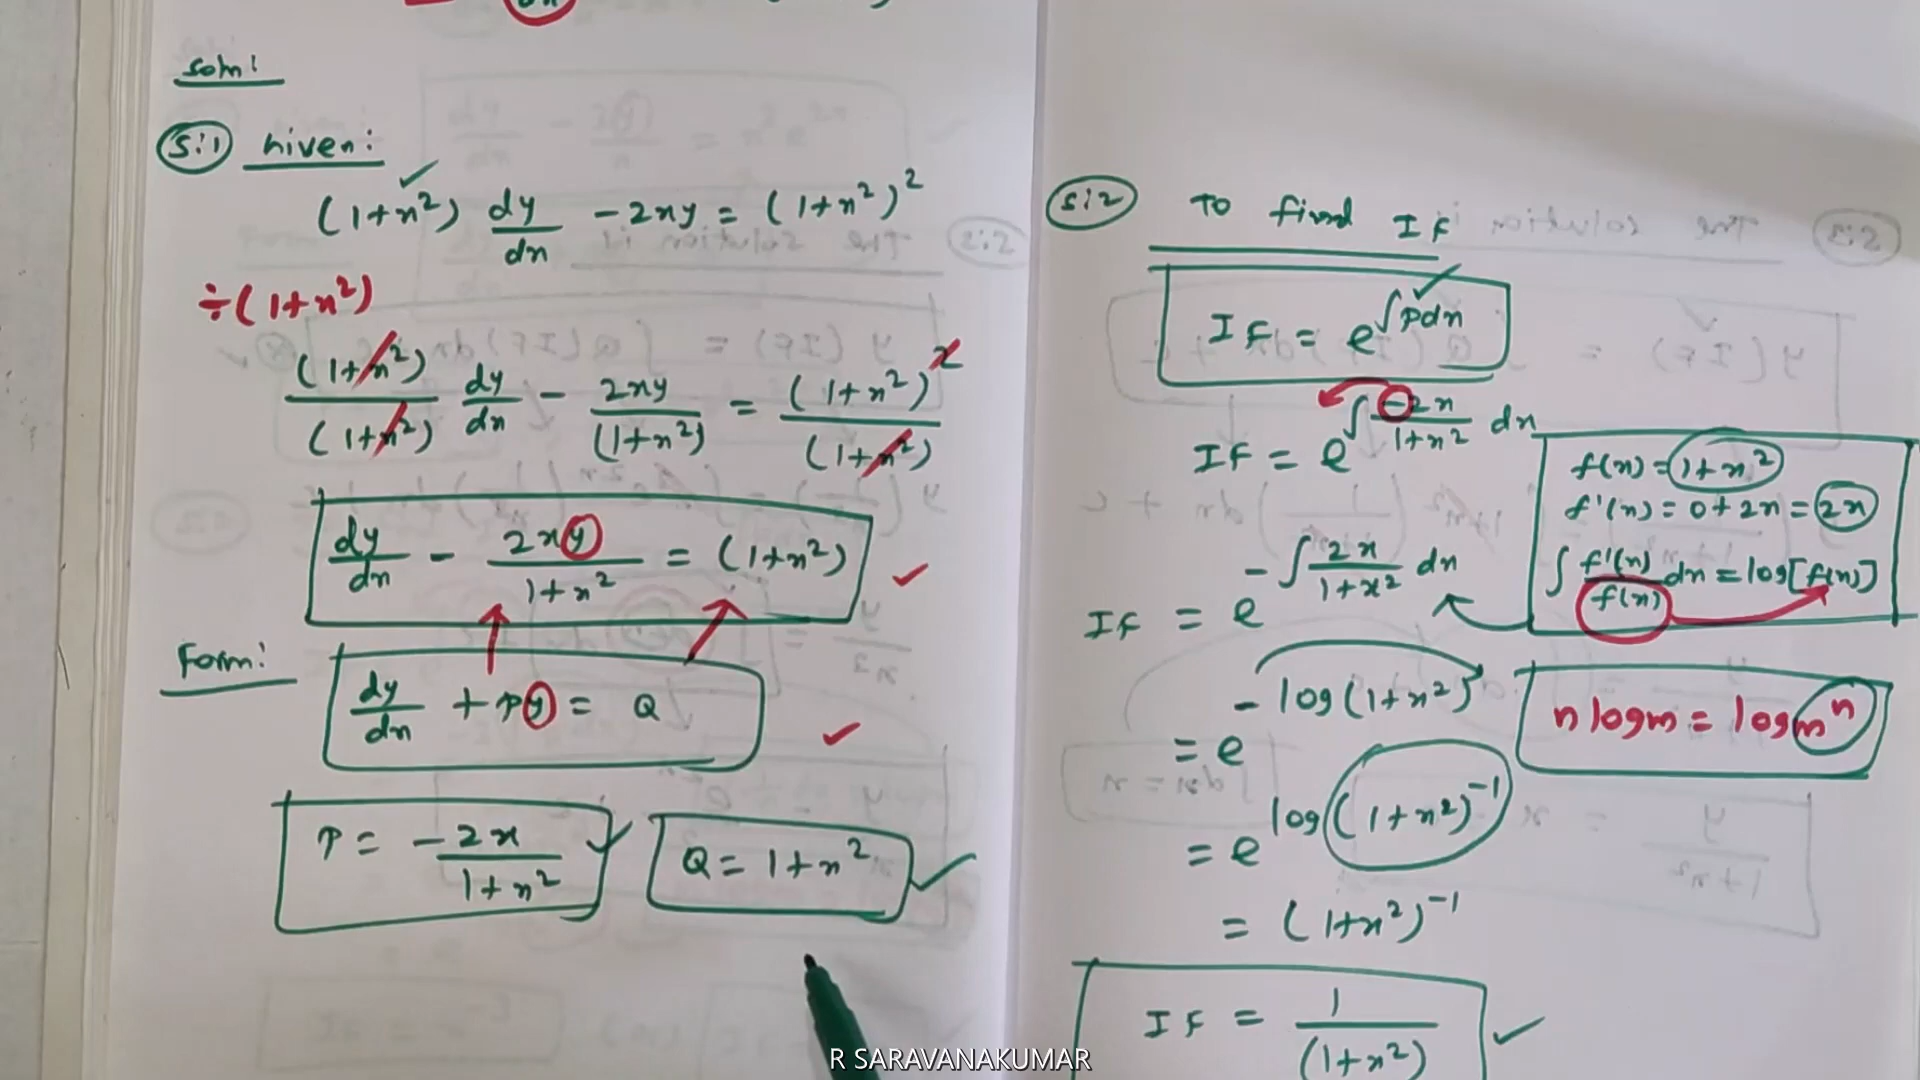 Soln:
S:1 Given:
(1+x²) dy/dx - 2xy = (1+x²)²
÷(1+x²)
(1+x²)/(1+x²) dy/dx - 2xy/(1+x²) = (1+x²)²/(1+x²)
dy/dx - 2xy/1+x² = (1+x²)
Form:
dy/dx + Py = Q
P = -2x/1+x²
Q = 1+x²
S:2 To find IF
IF = e^∫Pdx
IF = e^∫-2x/1+x² dx
f(x) = 1+x²
f'(x) = 0+2x = 2x
∫f'(x)/f(x) dx = log[f(x)]
IF = e^-∫2x/1+x² dx
= e^-log(1+x²)
n logm = logm^n
= e^log(1+x²)^-1
= (1+x²)^-1
IF = 1/(1+x²)
R SARAVANAKUMAR